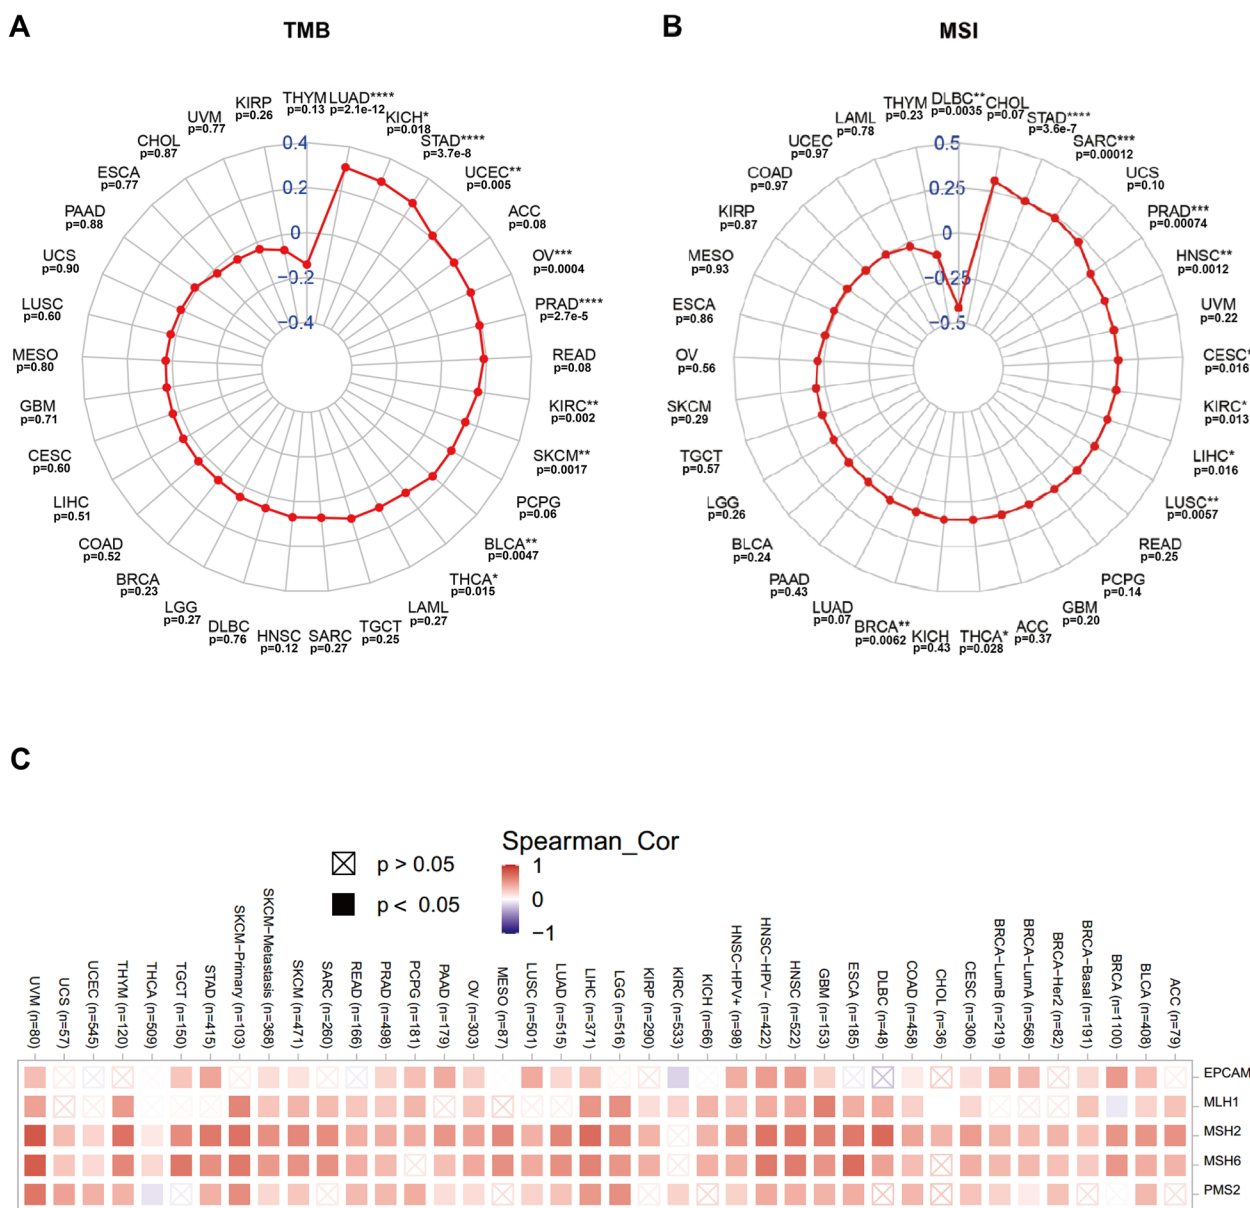 A
TMB
THYM
p=0.13
LUAD****
p=2.1e-12
KICH*
p=0.018
STAD****
p=3.7e-8
UCEC**
p=0.005
ACC
p=0.08
OV***
p=0.0004
PRAD****
p=2.7e-5
READ
p=0.08
KIRC**
p=0.002
SKCM**
p=0.0017
PCPG
p=0.06
BLCA**
p=0.0047
THCA*
p=0.015
LAML
p=0.27
TGCT
p=0.25
SARC
p=0.27
HNSC
p=0.12
DLBC
p=0.76
LGG
p=0.27
BRCA
p=0.23
COAD
p=0.52
LIHC
p=0.51
CESC
p=0.60
GBM
p=0.71
MESO
p=0.80
LUSC
p=0.60
UCS
p=0.90
PAAD
p=0.88
ESCA
p=0.77
CHOL
p=0.87
UVM
p=0.77
KIRP
p=0.26
0.4
0.2
0
−0.2
−0.4
B
MSI
DLBC**
p=0.0035
CHOL
p=0.07
STAD****
p=3.6e-7
SARC***
p=0.00012
UCS
p=0.10
PRAD***
p=0.00074
HNSC**
p=0.0012
UVM
p=0.22
CESC*
p=0.016
KIRC*
p=0.013
LIHC*
p=0.016
LUSC**
p=0.0057
READ
p=0.25
PCPG
p=0.14
GBM
p=0.20
ACC
p=0.37
THCA*
p=0.028
KICH
p=0.43
BRCA**
p=0.0062
LUAD
p=0.07
PAAD
p=0.43
BLCA
p=0.24
LGG
p=0.26
TGCT
p=0.57
SKCM
p=0.29
OV
p=0.56
ESCA
p=0.86
MESO
p=0.93
KIRP
p=0.87
COAD
p=0.97
UCEC
p=0.97
LAML
p=0.78
THYM
p=0.23
0.5
0.25
0
−0.25
−0.5
C
p > 0.05
p < 0.05
Spearman_Cor
1
0
−1
UVM (n=80)
UCS (n=57)
UCEC (n=545)
THYM (n=120)
THCA (n=509)
TGCT (n=150)
STAD (n=415)
SKCM−Primary (n=103)
SKCM−Metastasis (n=368)
SKCM (n=471)
SARC (n=260)
READ (n=166)
PRAD (n=498)
PCPG (n=181)
PAAD (n=179)
OV (n=303)
MESO (n=87)
LUSC (n=501)
LUAD (n=515)
LIHC (n=371)
LGG (n=516)
KIRP (n=290)
KIRC (n=533)
KICH (n=66)
HNSC−HPV+ (n=98)
HNSC−HPV− (n=422)
HNSC (n=522)
GBM (n=153)
ESCA (n=185)
DLBC (n=48)
COAD (n=458)
CHOL (n=36)
CESC (n=306)
BRCA−LumB (n=219)
BRCA−LumA (n=568)
BRCA−Her2 (n=82)
BRCA−Basal (n=191)
BRCA (n=1100)
BLCA (n=408)
ACC (n=79)
EPCAM
MLH1
MSH2
MSH6
PMS2